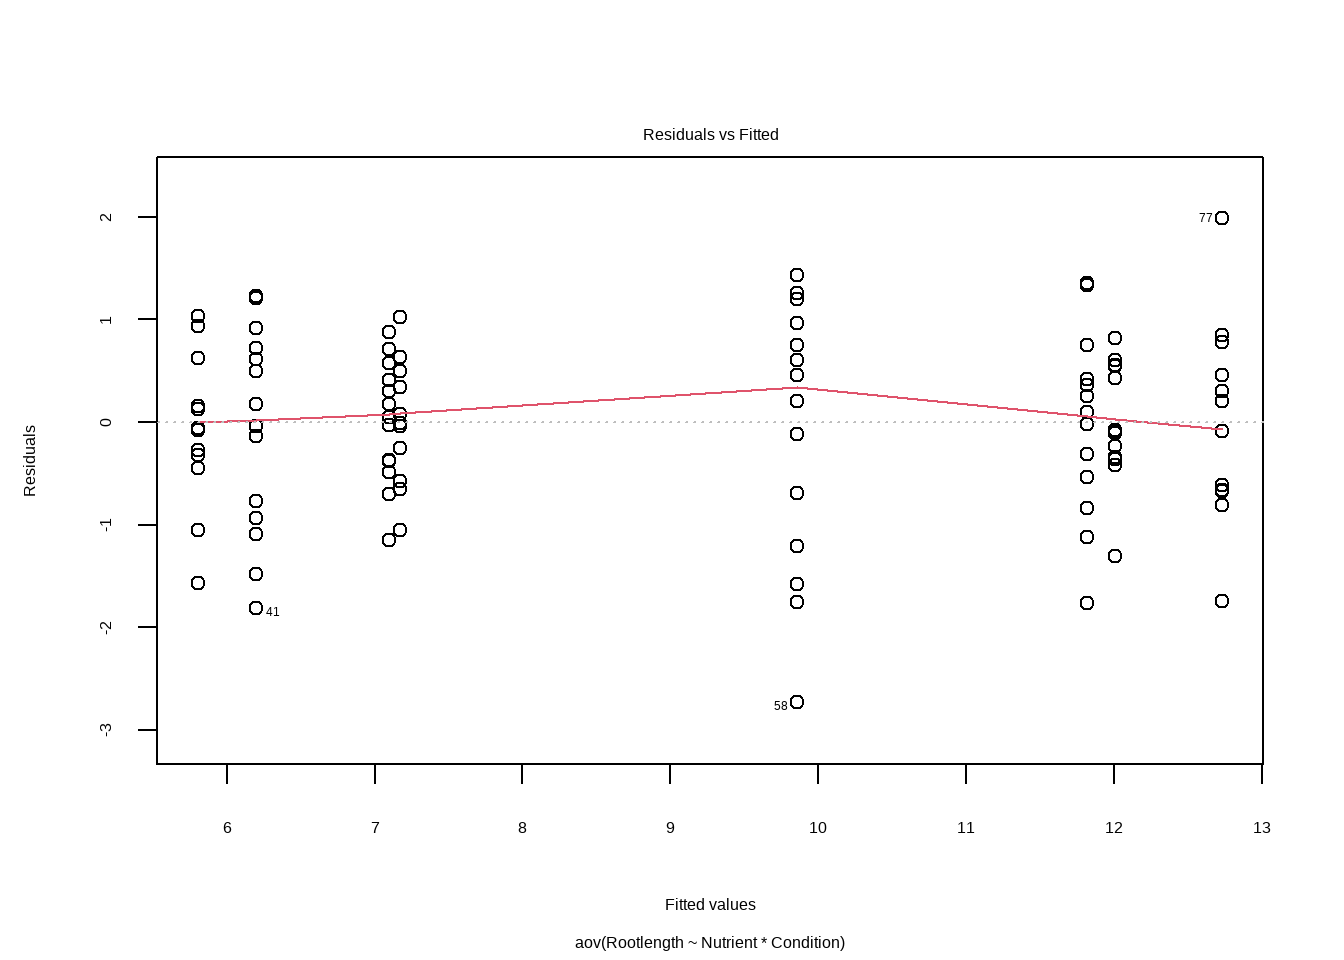 Residuals vs Fitted
Residuals
2
1
0
-1
-2
-3
77
41
58
6 7 8 9 10 11 12 13
Fitted values
aov(Rootlength ~ Nutrient * Condition)